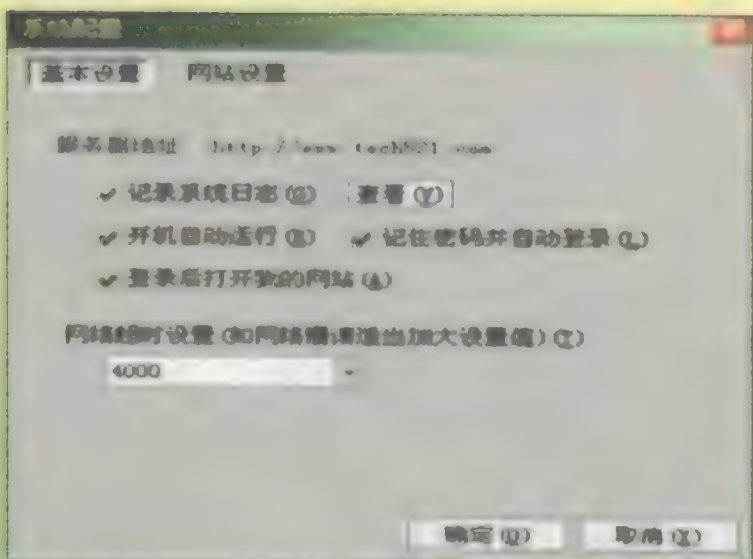 系统配置
基本设置 网站设置
服务器地址 http://www.tech521.com
记录系统日志(S) 查看(V)
开机自动运行(B) 记住密码并自动登录(L)
登录后打开我的网站(A)
网络超时设置(如网络慢请适当加大设置值)(T)
4000
确定(O) 取消(X)